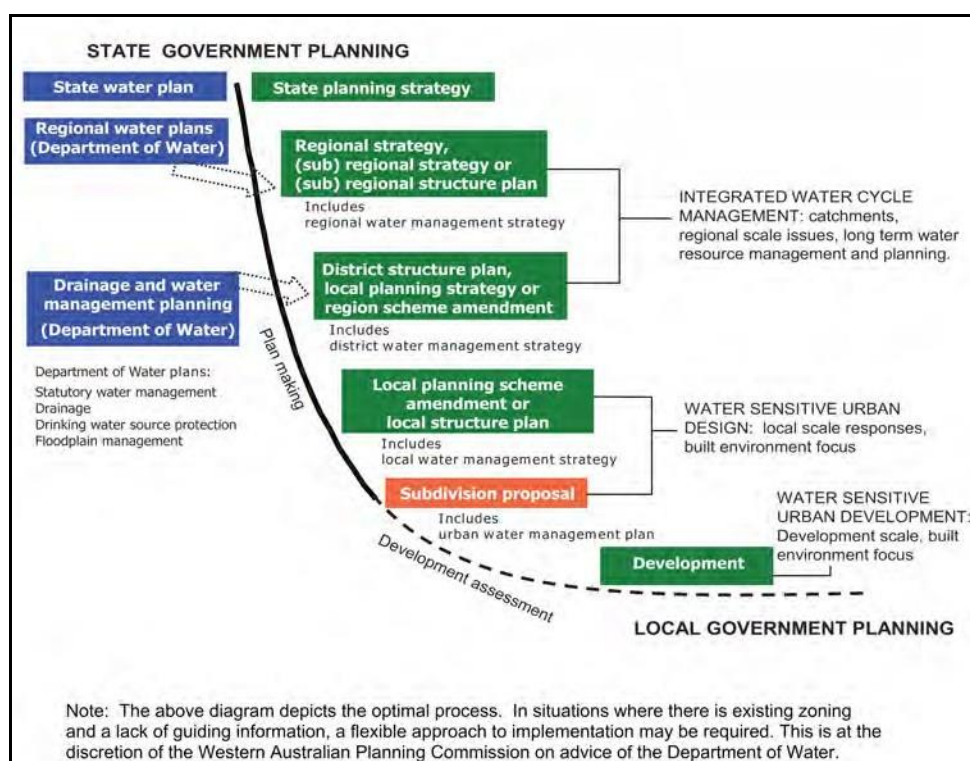 STATE GOVERNMENT PLANNING
State water plan
State planning strategy
Regional water plans
(Department of Water)
Regional strategy,
(sub) regional strategy or
(sub) regional structure plan
Includes
regional water management strategy
INTEGRATED WATER CYCLE
MANAGEMENT: catchments,
regional scale issues, long term water
resource management and planning.
Drainage and water
management planning
(Department of Water)
District structure plan,
local planning strategy or
region scheme amendment
Includes
district water management strategy
Department of Water plans:
Statutory water management
Drainage
Drinking water source protection
Floodplain management
Plan making
Local planning scheme
amendment or
local structure plan
Includes
local water management strategy
WATER SENSITIVE URBAN
DESIGN: local scale responses,
built environment focus
Subdivision proposal
Includes
urban water management plan
WATER SENSITIVE
URBAN DEVELOPMENT:
Development scale, built
environment focus
Development assessment
Development
LOCAL GOVERNMENT PLANNING
Note: The above diagram depicts the optimal process. In situations where there is existing zoning
and a lack of guiding information, a flexible approach to implementation may be required. This is at the
discretion of the Western Australian Planning Commission on advice of the Department of Water.